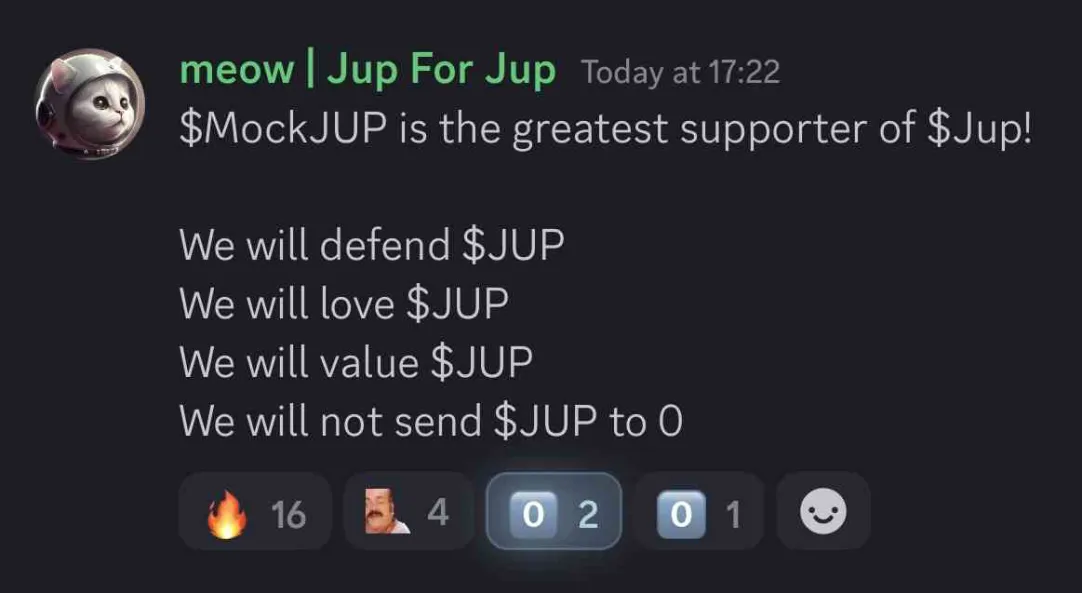 meow | Jup For Jup Today at 17:22
$MockJUP is the greatest supporter of $Jup!
We will defend $JUP
We will love $JUP
We will value $JUP
We will not send $JUP to 0
16 4 0 2 0 1